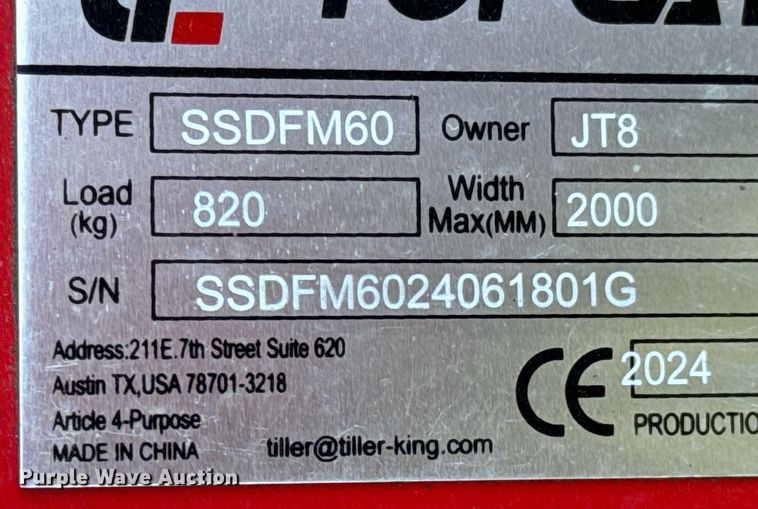 TYPE SSDFM60 Owner JT8
Load (kg) 820 Width Max(MM) 2000
S/N SSDFM6024061801G
Address:211E.7th Street Suite 620
Austin TX,USA 78701-3218
Article 4-Purpose
MADE IN CHINA tiller@tiller-king.com
CE 2024
PRODUCTIO
Purple Wave Auction